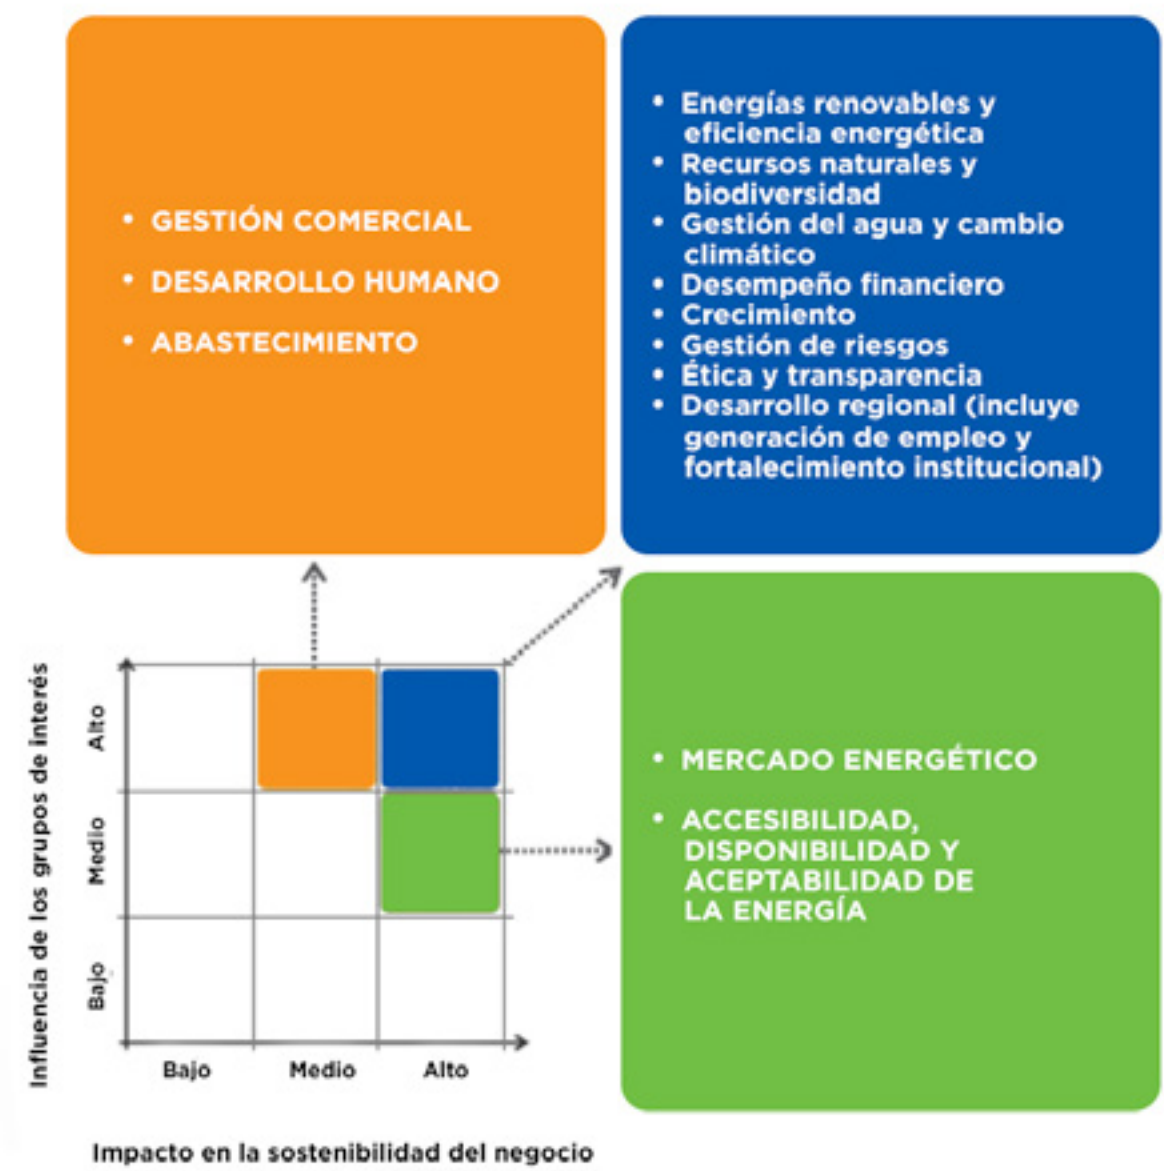 • GESTIÓN COMERCIAL
• DESARROLLO HUMANO
• ABASTECIMIENTO
• Energías renovables y
eficiencia energética
• Recursos naturales y
biodiversidad
• Gestión del agua y cambio
climático
• Desempeño financiero
• Crecimiento
• Gestión de riesgos
• Ética y transparencia
• Desarrollo regional (incluye
generación de empleo y
fortalecimiento institucional)
• MERCADO ENERGÉTICO
• ACCESIBILIDAD,
DISPONIBILIDAD Y
ACEPTABILIDAD DE
LA ENERGÍA
Influencia de los grupos de interés
Alto
Medio
Bajo
Bajo
Medio
Alto
Impacto en la sostenibilidad del negocio